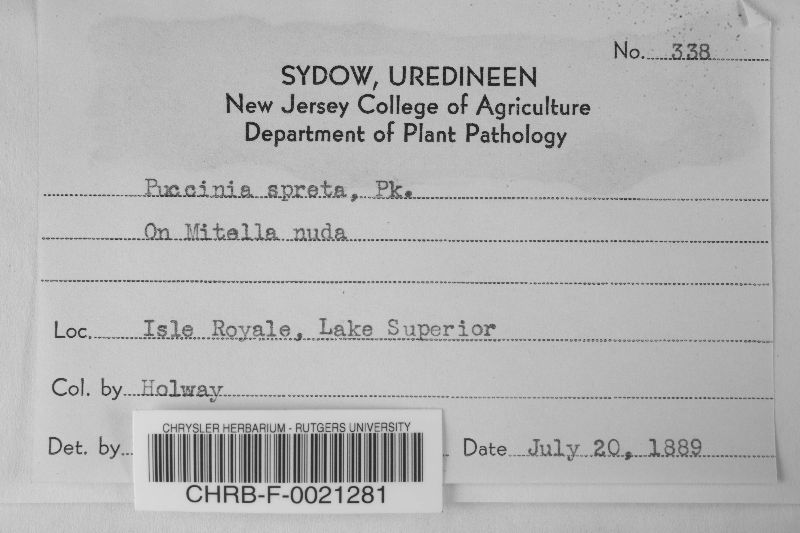 No. 338
SYDOW, UREDINEEN
New Jersey College of Agriculture
Department of Plant Pathology
Puccinia spreta, Pk.
On Mitella nuda
Loc. Isle Royale, Lake Superior
Col. by Holway
Det. by Date July 20, 1889
CHRYSLER HERBARIUM - RUTGERS UNIVERSITY
CHRB-F-0021281